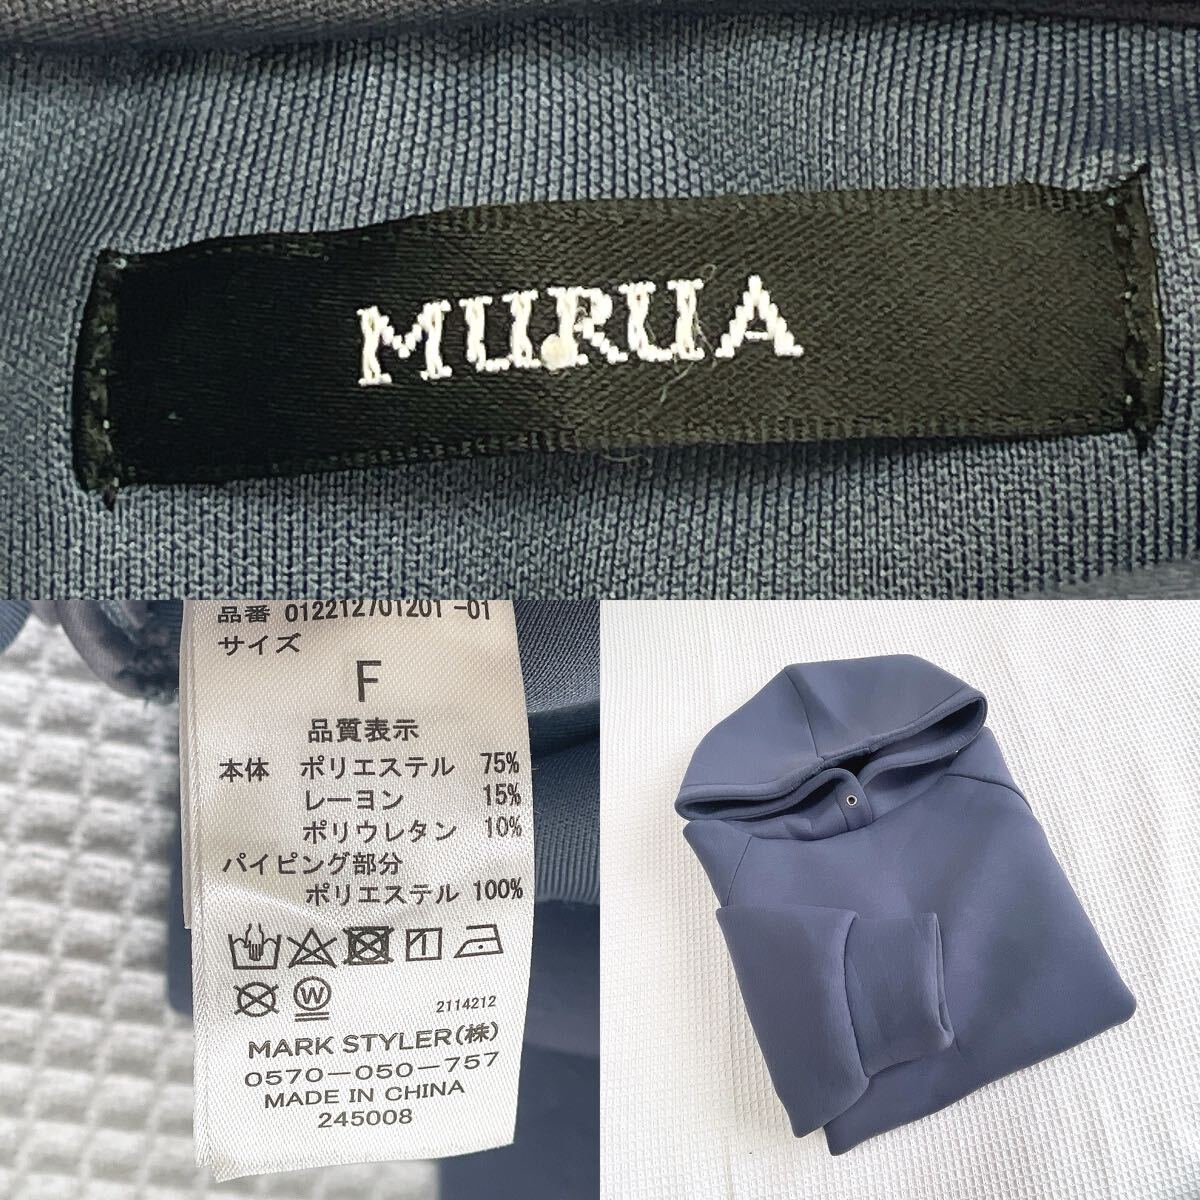 MURUA
品番 012212701201-01
サイズ
F
品質表示
本体 ポリエステル 75%
レーヨン 15%
ポリウレタン 10%
パイピング部分
ポリエステル 100%
W
2114212
MARK STYLER(株)
0570-050-757
MADE IN CHINA
245008